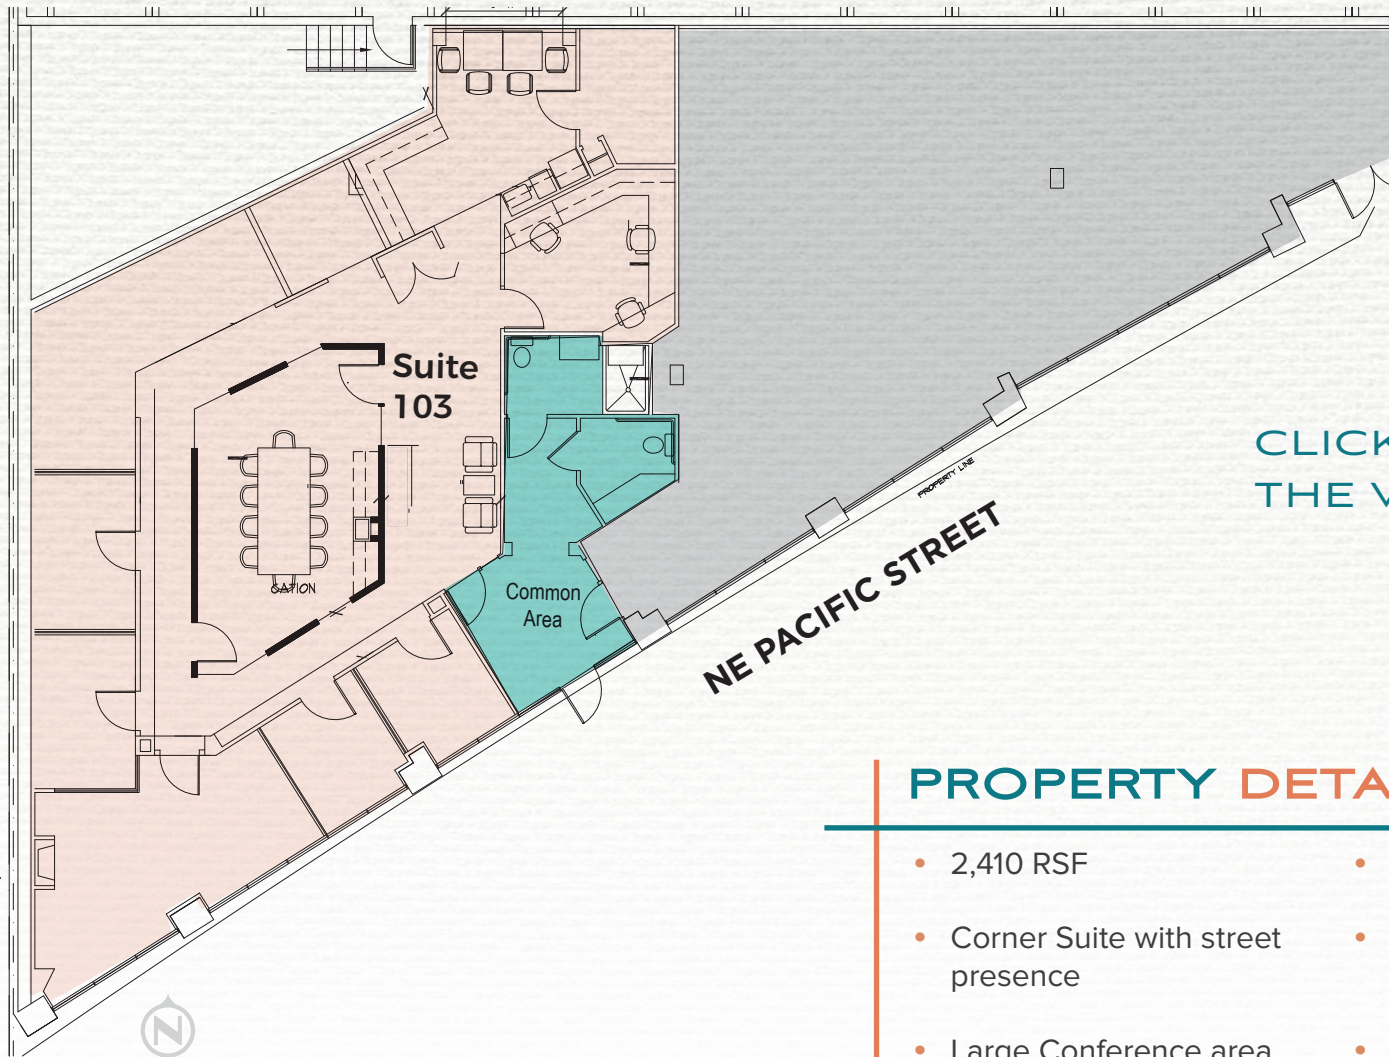 Suite
103
CATION
Common
Area
PROPERTY LINE
NE PACIFIC STREET
CLICK
THE V
PROPERTY DETA
• 2,410 RSF
• Corner Suite with street
presence
• Large Conference area
N